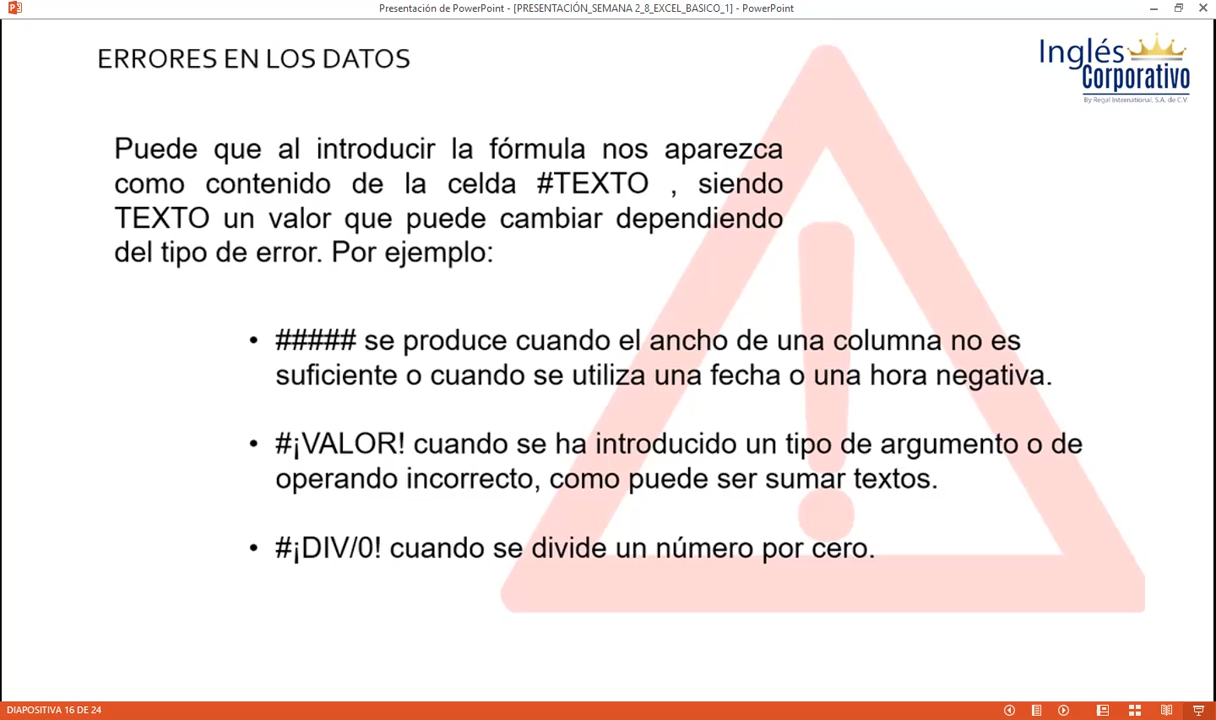 Presentación de PowerPoint - [PRESENTACIÓN_SEMANA 2_8_EXCEL_BASICO_1] - PowerPoint
ERRORES EN LOS DATOS
Inglés
Corporativo
By Regal International, S.A. de C.V.
Puede que al introducir la fórmula nos aparezca
como contenido de la celda #TEXTO , siendo
TEXTO un valor que puede cambiar dependiendo
del tipo de error. Por ejemplo:
• ##### se produce cuando el ancho de una columna no es
suficiente o cuando se utiliza una fecha o una hora negativa.
• #¡VALOR! cuando se ha introducido un tipo de argumento o de
operando incorrecto, como puede ser sumar textos.
• #¡DIV/0! cuando se divide un número por cero.
DIAPOSITIVA 16 DE 24